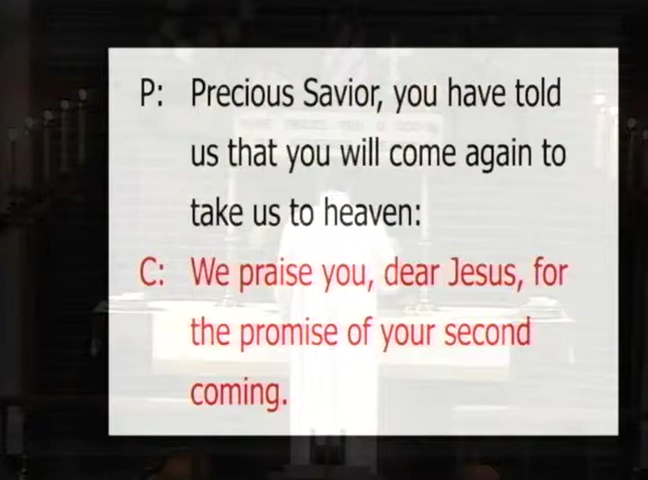 P: Precious Savior, you have told
us that you will come again to
take us to heaven:
C: We praise you, dear Jesus, for
the promise of your second
coming.